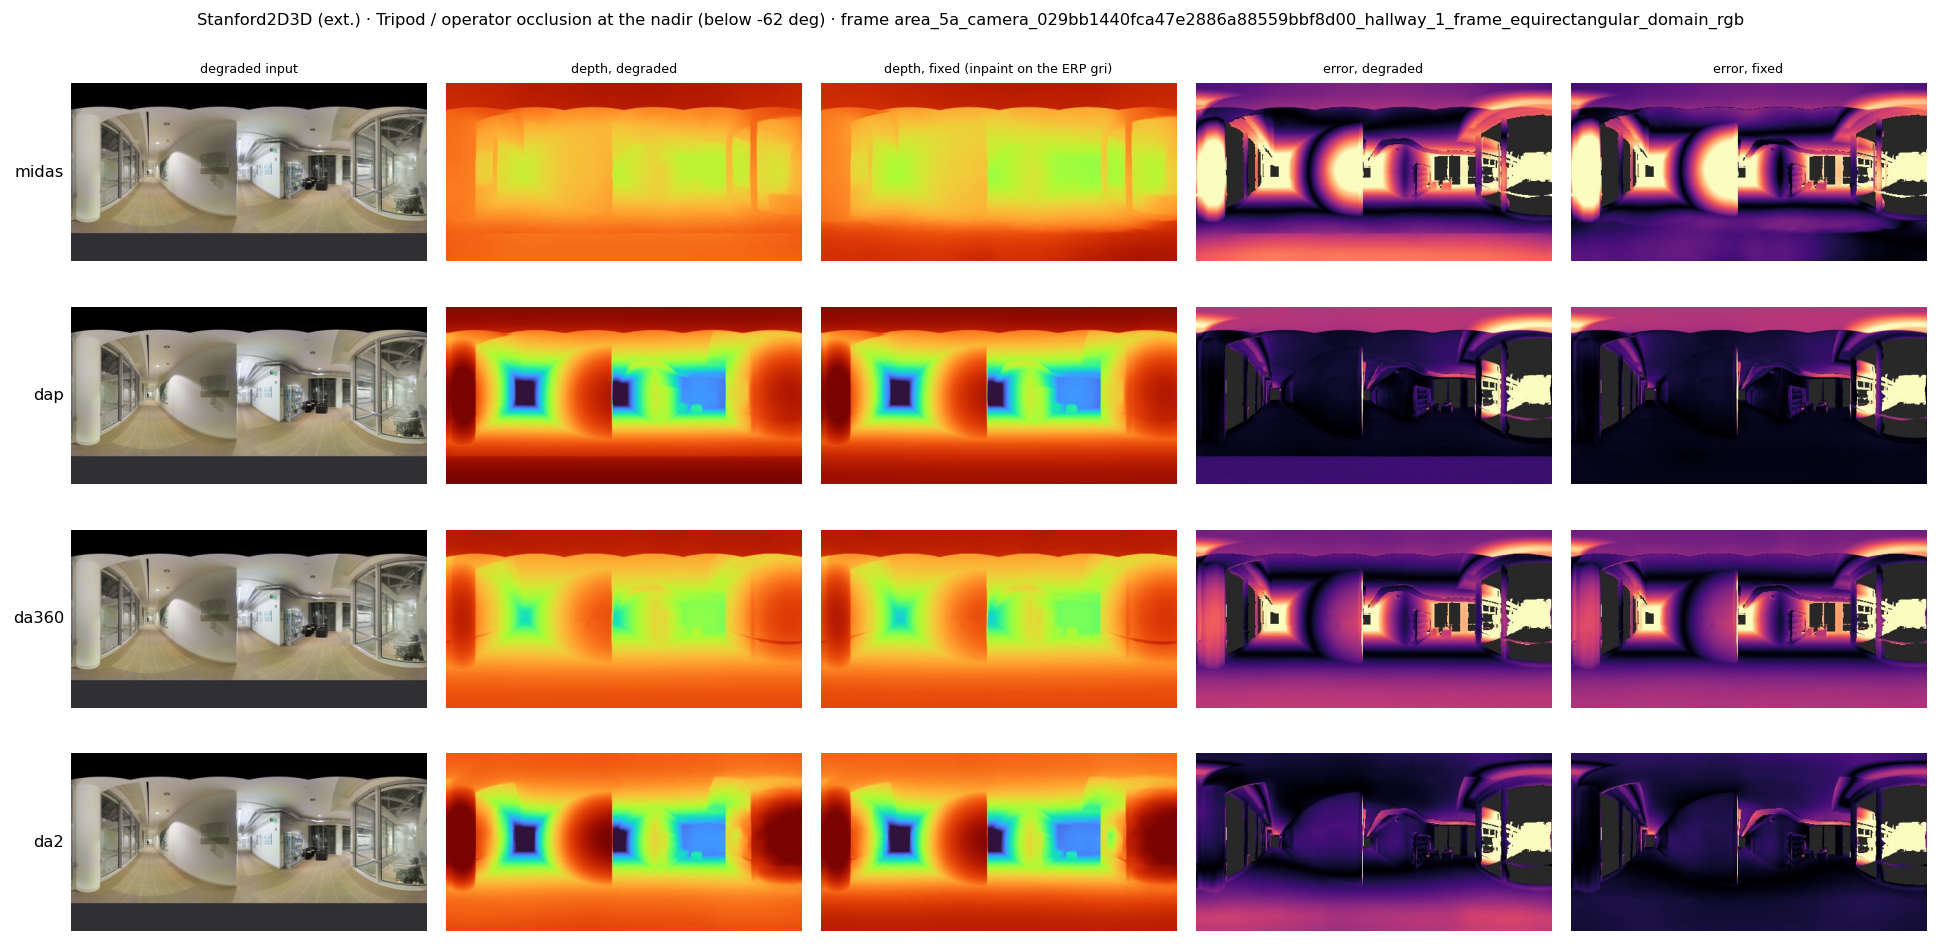 Stanford2D3D (ext.) · Tripod / operator occlusion at the nadir (below -62 deg) · frame area_5a_camera_029bb1440fca47e2886a88559bbf8d00_hallway_1_frame_equirectangular_domain_rgb
degraded input
depth, degraded
depth, fixed (inpaint on the ERP gri)
error, degraded
error, fixed
midas
dap
da360
da2